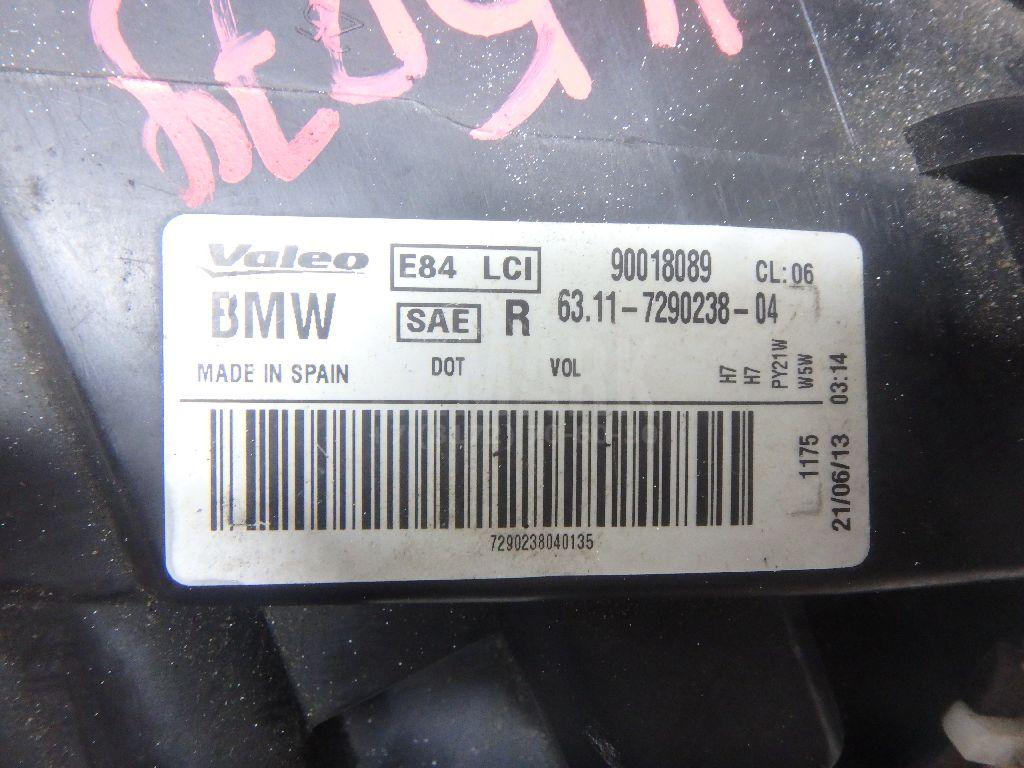 Valeo E84 LCI 90018089 CL:06
BMW SAE R 63.11-7290238-04
MADE IN SPAIN DOT VOL
H7
H7
PY21W
W5W
1175
21/06/13 03:14
7290238040135